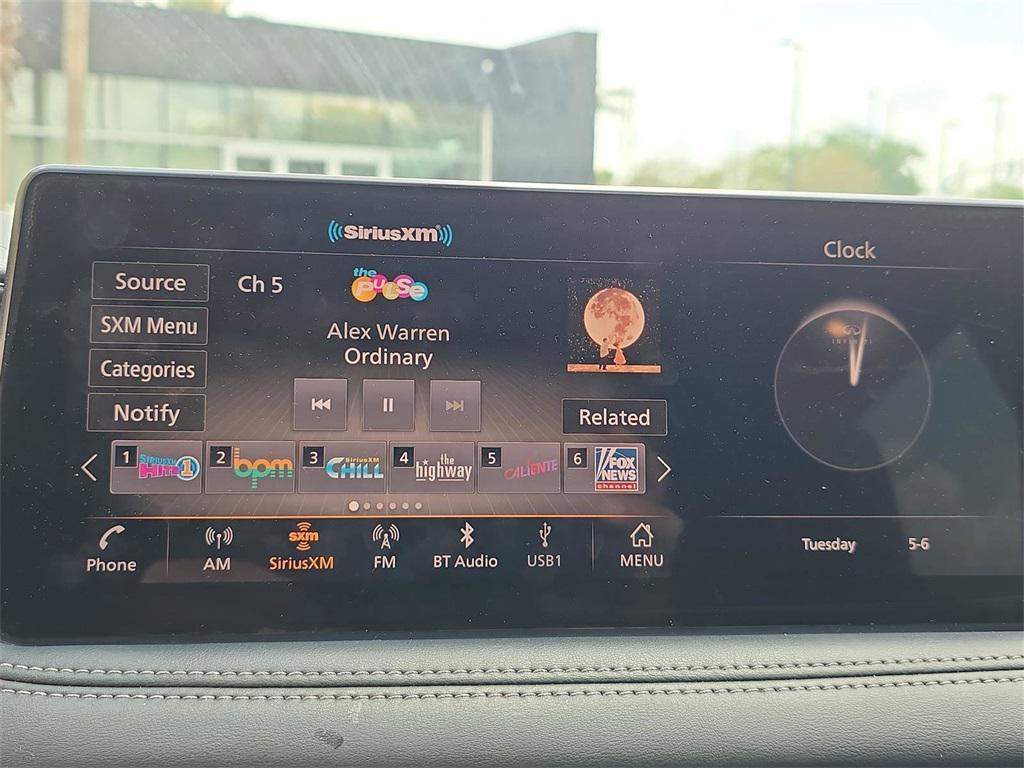 SiriusXM
Clock
Source
Ch 5
the
PULSE
SXM Menu
Alex Warren
Ordinary
INFINITI
Categories
Notify
Related
1 SIRIUSXM HITS 1
2 bpm
3 SiriusXM CHILL
4 the highway
5 CALIENTE
6 FOX NEWS channel
Phone
AM
sxm
SiriusXM
FM
BT Audio
USB1
MENU
Tuesday 5-6